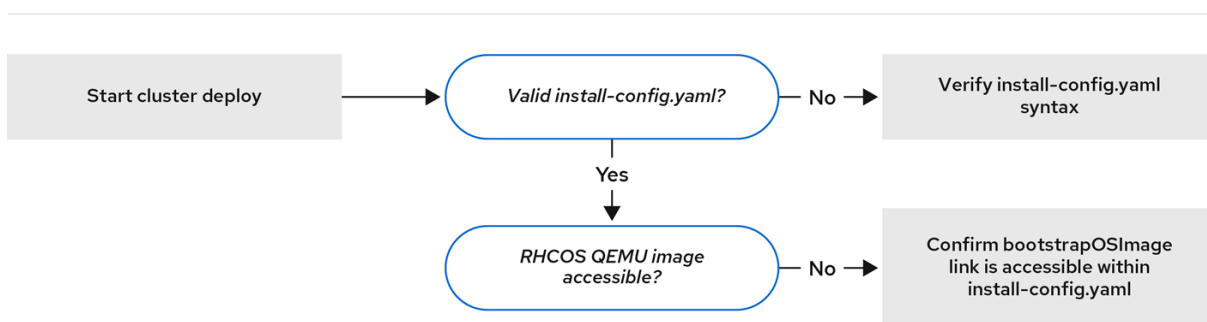 Start cluster deploy
Valid install-config.yaml?
No
Verify install-config.yaml
syntax
Yes
RHCOS QEMU image
accessible?
No
Confirm bootstrapOSImage
link is accessible within
install-config.yaml